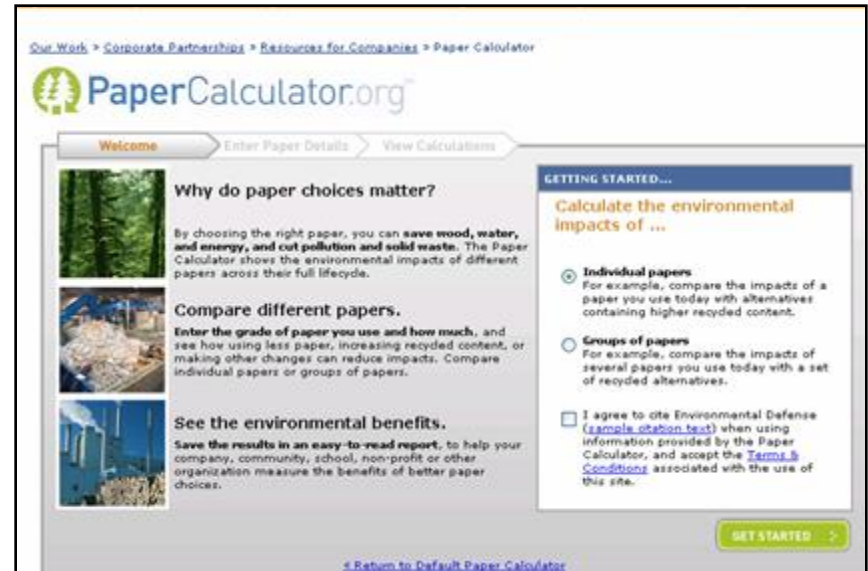 Our Work > Corporate Partnerships > Resources for Companies > Paper Calculator
PaperCalculator.org™
Welcome
Enter Paper Details
View Calculations
Why do paper choices matter?
By choosing the right paper, you can save wood, water,
and energy, and cut pollution and solid waste. The Paper
Calculator shows the environmental impacts of different
papers across their full lifecycle.
Compare different papers.
Enter the grade of paper you use and how much, and
see how using less paper, increasing recycled content, or
making other changes can reduce impacts. Compare
individual papers or groups of papers.
See the environmental benefits.
Save the results in an easy-to-read report, to help your
company, community, school, non-profit or other
organization measure the benefits of better paper
choices.
GETTING STARTED...
Calculate the environmental
impacts of ...
Individual papers
For example, compare the impacts of a
paper you use today with alternatives
containing higher recycled content.
Groups of papers
For example, compare the impacts of
several papers you use today with a set
of recycled alternatives.
I agree to cite Environmental Defense
(sample citation text) when using
information provided by the Paper
Calculator, and accept the Terms &
Conditions associated with the use of
this site.
GET STARTED >
< Return to Default Paper Calculator